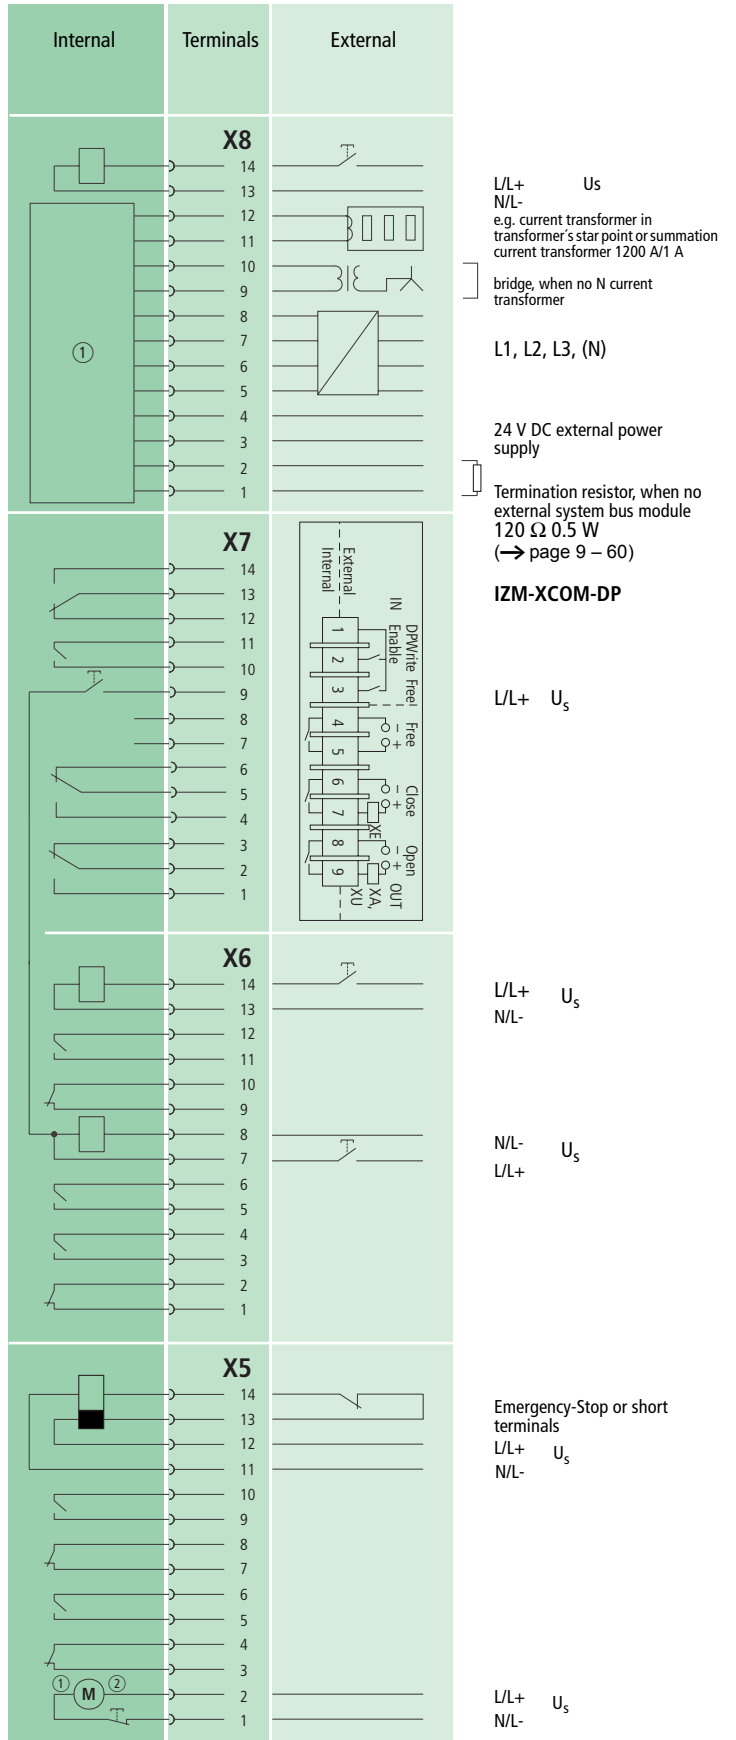 Internal Terminals External
X8
14
13
12
11
10
9
8
7
6
5
4
3
2
1
①
L/L+ Us
N/L-
e.g. current transformer in
transformer´s star point or summation
current transformer 1200 A/1 A
bridge, when no N current
transformer
L1, L2, L3, (N)
24 V DC external power
supply
Termination resistor, when no
external system bus module
120 Ω 0.5 W
(→ page 9 – 60)
IZM-XCOM-DP
X7
14
13
12
11
10
9
8
7
6
5
4
3
2
1
External
Internal
IN
DPWrite
Enable
Free
1
2
3
4
5
6
7
8
9
Free
– +
Close
– +
XE
Open
– +
OUT
XA,
XU
L/L+ Us
X6
14
13
12
11
10
9
8
7
6
5
4
3
2
1
L/L+ Us
N/L-
N/L- Us
L/L+
X5
14
13
12
11
10
9
8
7
6
5
4
3
2
1
① M ②
Emergency-Stop or short
terminals
L/L+ Us
N/L-
L/L+ Us
N/L-